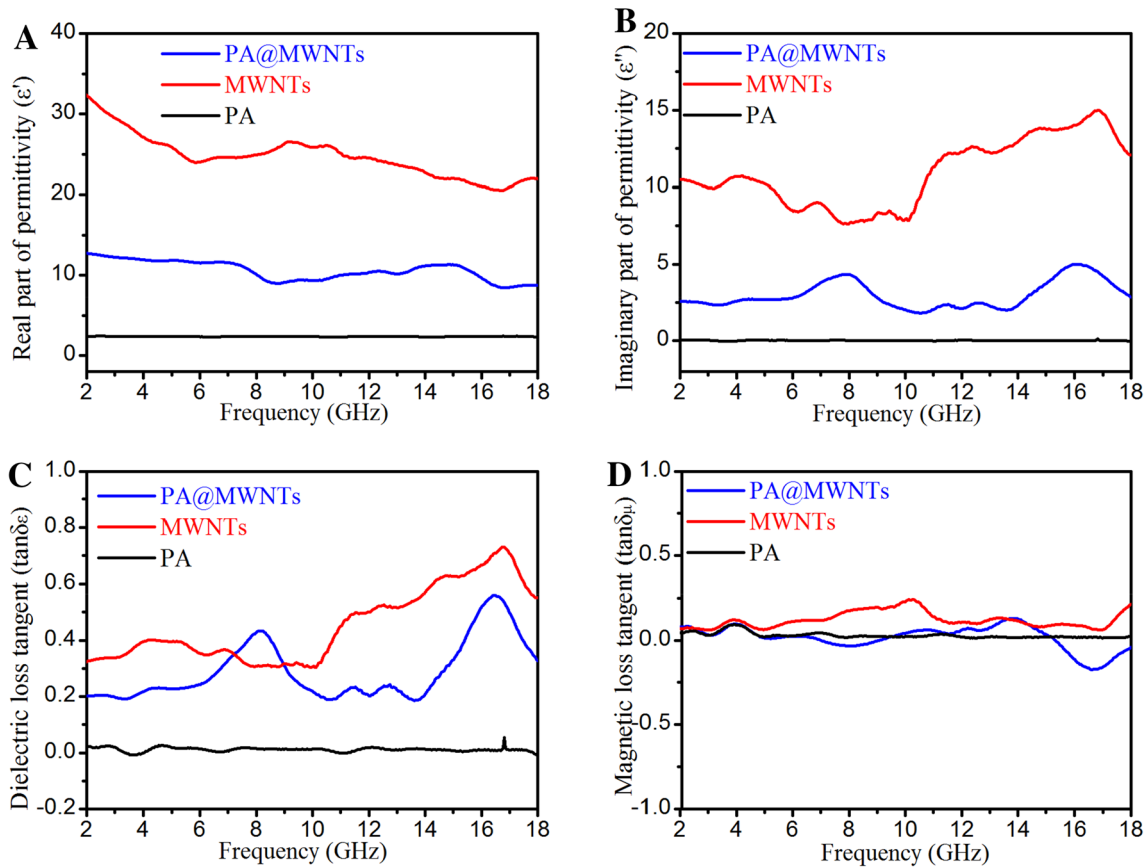 A
Real part of permittivity (ε')
40
30
20
10
0
PA@MWNTs
MWNTs
PA
2 4 6 8 10 12 14 16 18
Frequency (GHz)
B
Imaginary part of permittivity (ε")
20
15
10
5
0
PA@MWNTs
MWNTs
PA
2 4 6 8 10 12 14 16 18
Frequency (GHz)
C
Dielectric loss tangent (tanδε)
1.0
0.8
0.6
0.4
0.2
0.0
-0.2
PA@MWNTs
MWNTs
PA
2 4 6 8 10 12 14 16 18
Frequency (GHz)
D
Magnetic loss tangent (tanδμ)
1.0
0.5
0.0
-0.5
-1.0
PA@MWNTs
MWNTs
PA
2 4 6 8 10 12 14 16 18
Frequency (GHz)